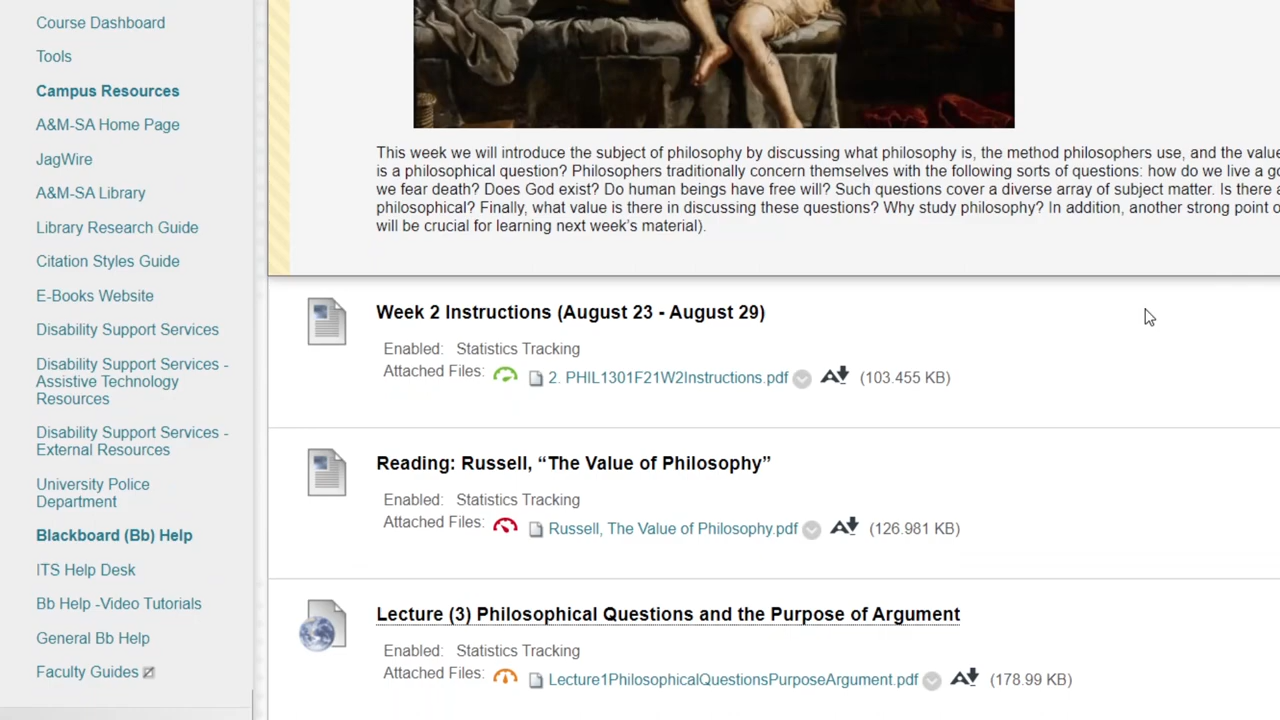 Course Dashboard
Tools
Campus Resources
A&M-SA Home Page
JagWire
A&M-SA Library
Library Research Guide
Citation Styles Guide
E-Books Website
Disability Support Services
Disability Support Services -
Assistive Technology
Resources
Disability Support Services -
External Resources
University Police
Department
Blackboard (Bb) Help
ITS Help Desk
Bb Help -Video Tutorials
General Bb Help
Faculty Guides
This week we will introduce the subject of philosophy by discussing what philosophy is, the method philosophers use, and the value
is a philosophical question? Philosophers traditionally concern themselves with the following sorts of questions: how do we live a go
we fear death? Does God exist? Do human beings have free will? Such questions cover a diverse array of subject matter. Is there a
philosophical? Finally, what value is there in discussing these questions? Why study philosophy? In addition, another strong point o
will be crucial for learning next week's material).
Week 2 Instructions (August 23 - August 29)
Enabled: Statistics Tracking
Attached Files: 2. PHIL1301F21W2Instructions.pdf (103.455 KB)
Reading: Russell, “The Value of Philosophy”
Enabled: Statistics Tracking
Attached Files: Russell, The Value of Philosophy.pdf (126.981 KB)
Lecture (3) Philosophical Questions and the Purpose of Argument
Enabled: Statistics Tracking
Attached Files: Lecture1PhilosophicalQuestionsPurposeArgument.pdf (178.99 KB)